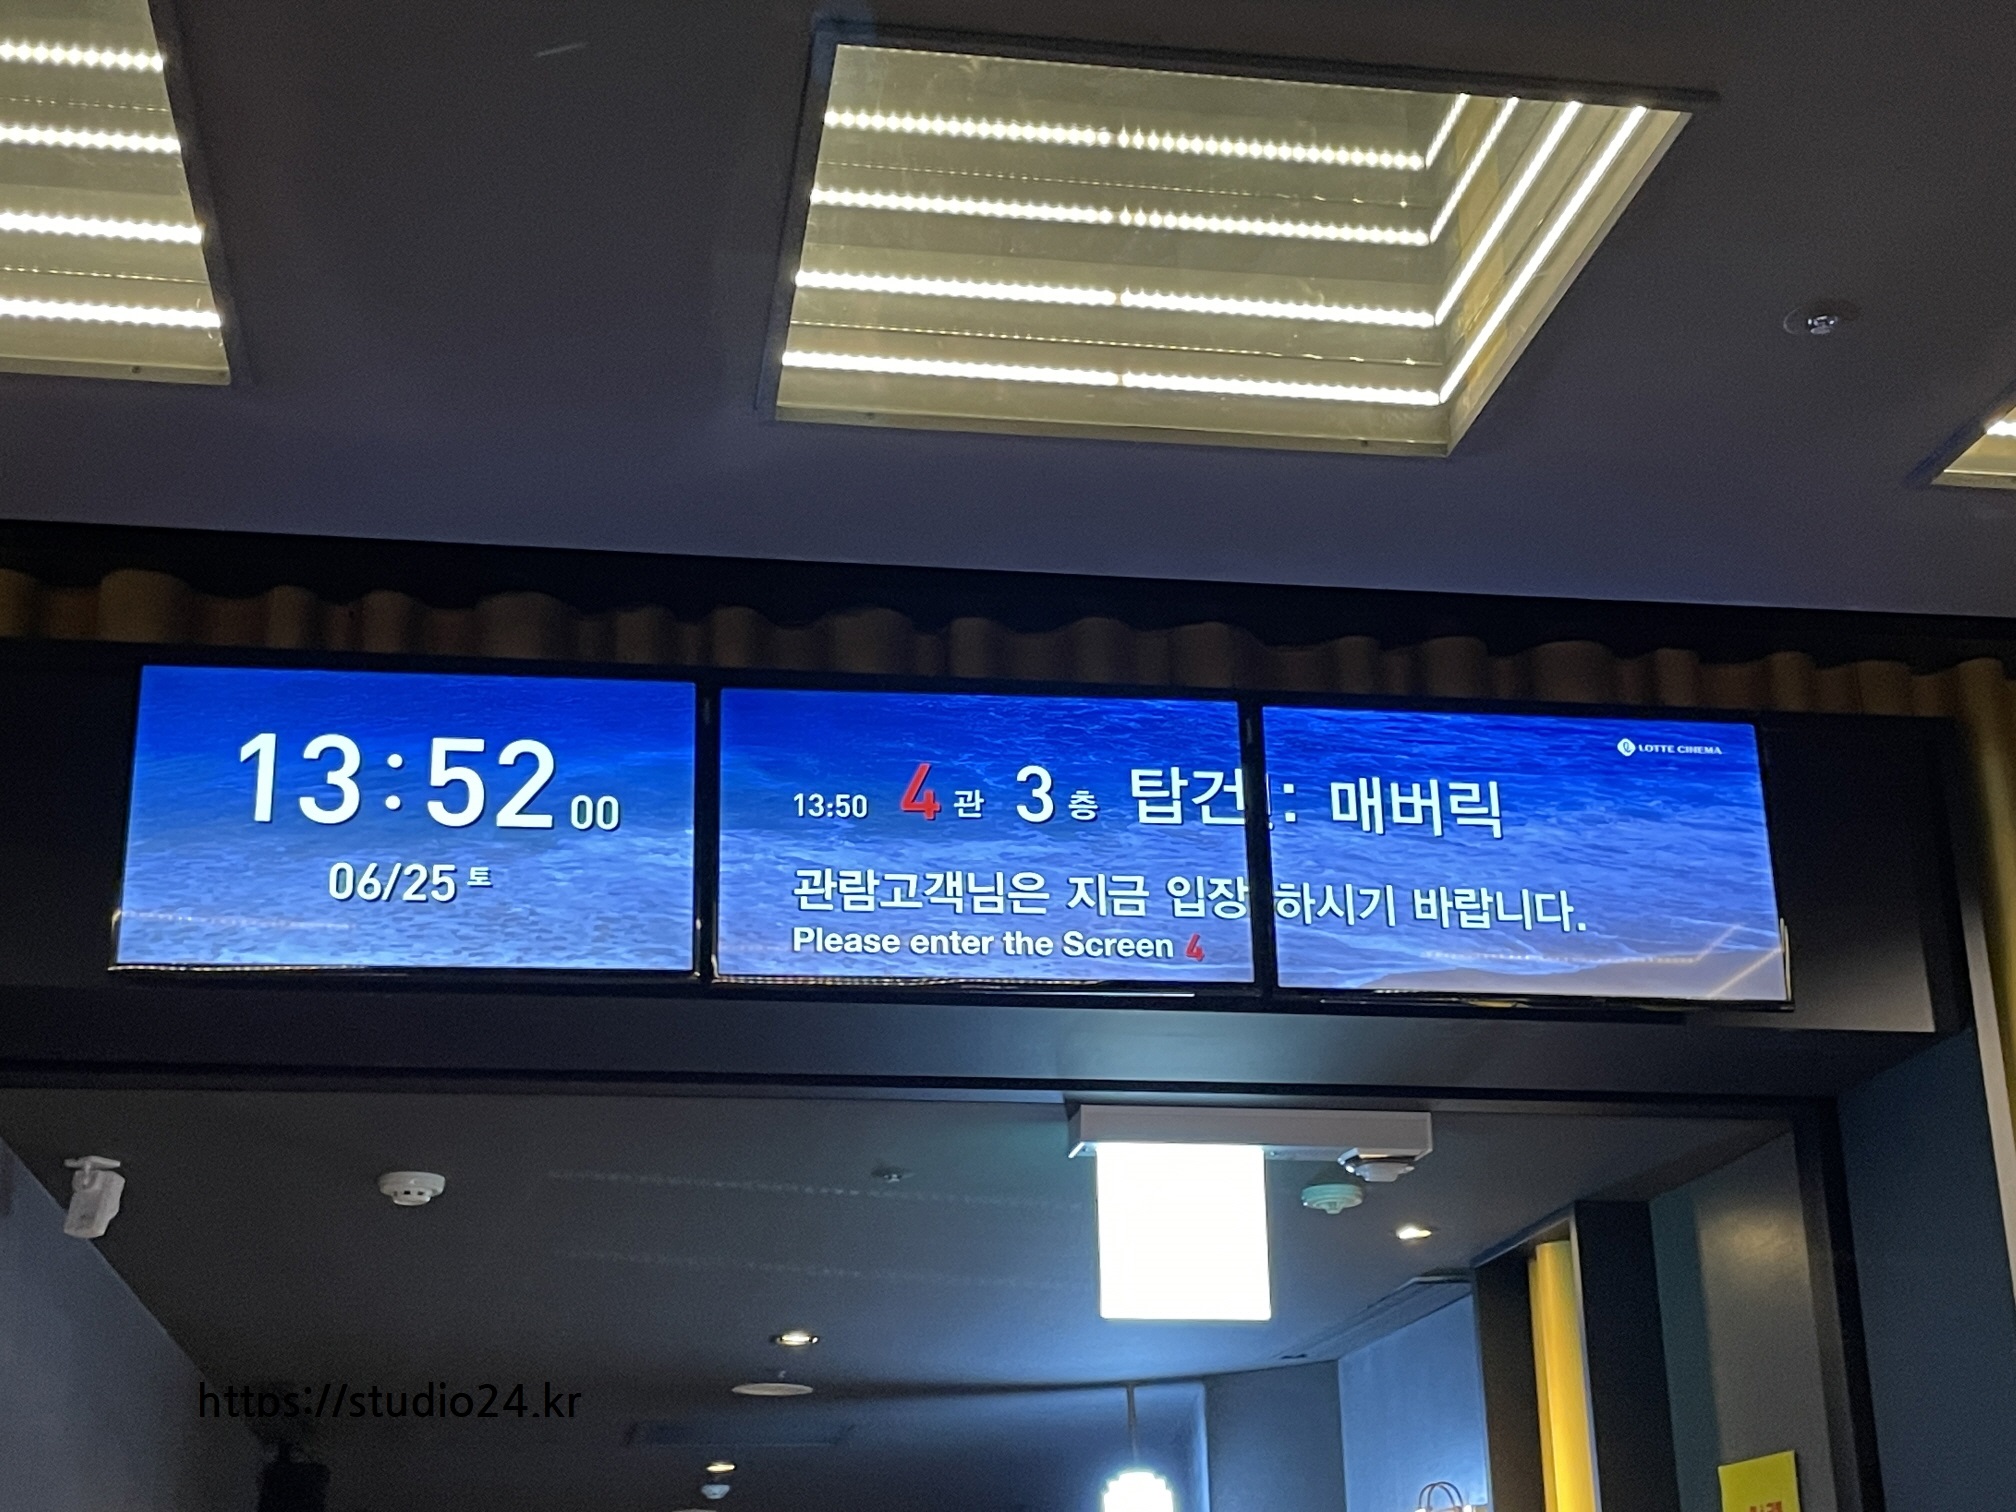 13:52 00
06/25 토
LOTTE CINEMA
13:50 4관 3층 탑건: 매버릭
관람고객님은 지금 입장하시기 바랍니다.
Please enter the Screen 4
https://studio24.kr